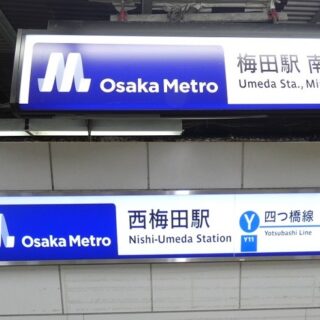 Osaka Metro
梅田駅 南
Umeda Sta., Mi
Osaka Metro
西梅田駅
Nishi-Umeda Station
Y
Y11
四つ橋線
Yotsubashi Line